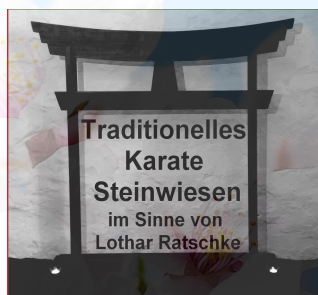 Traditionelles
Karate
Steinwiesen
im Sinne von
Lothar Ratschke